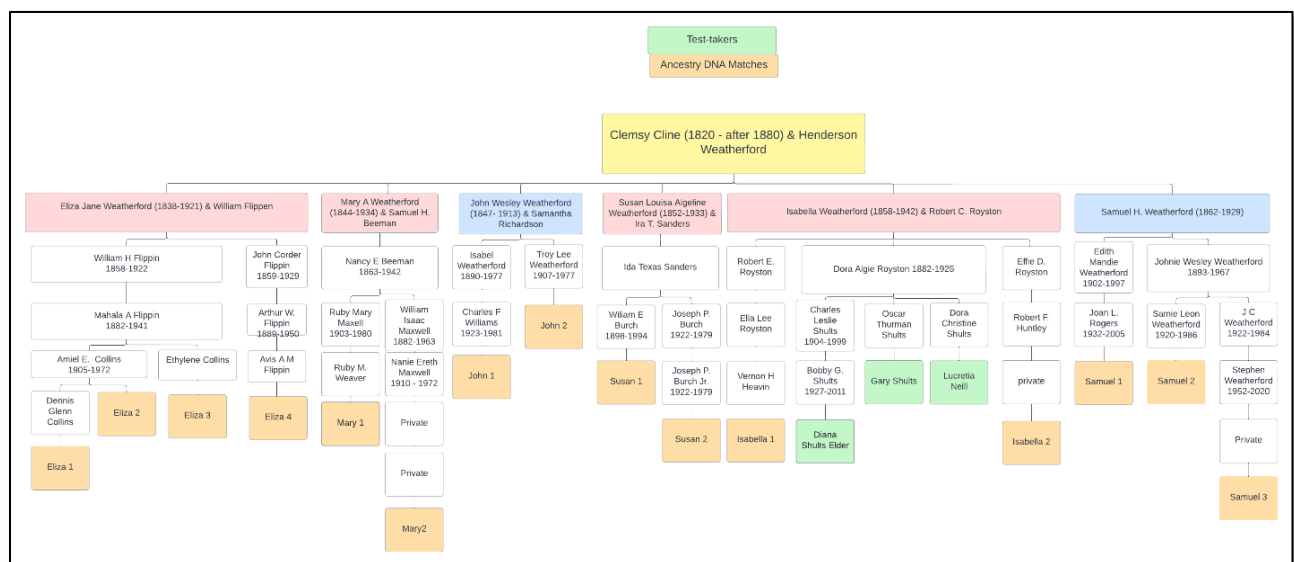 Test-takers
Ancestry DNA Matches
Clemsy Cline (1820 - after 1880) & Henderson
Weatherford
Eliza Jane Weatherford (1838-1921) & William Flippen
Mary A Weatherford
(1844-1934) & Samuel H.
Beeman
John Wesley Weatherford
(1847- 1913) & Samantha
Richardson
Susan Louisa Algeline
Weatherford (1852-1933) &
Ira T. Sanders
Isabella Weatherford (1858-1942) & Robert C. Royston
Samuel H. Weatherford (1862-1929)
William H Flippin
1858-1922
John Corder
Flippin
1859-1929
Nancy E Beeman
1863-1942
Isabel
Weatherford
1890-1977
Troy Lee
Weatherford
1907-1977
Ida Texas Sanders
Robert E.
Royston
Dora Algie Royston 1882-1925
Effie D.
Royston
Edith
Mandie
Weatherford
1902-1997
Johnie Wesley Weatherford
1893-1967
Mahala A Flippin
1882-1941
Arthur W.
Flippin
1889-1950
Ruby Mary
Maxell
1903-1980
William
Isaac
Maxwell
1882-1963
Charles F
Williams
1923-1981
John 2
Wiliam E
Burch
1898-1994
Joseph P.
Burch
1922-1979
Ella Lee
Royston
Charles
Leslie
Shults
1904-1999
Oscar
Thurman
Shults
Dora
Christine
Shults
Robert F.
Huntley
Joan L.
Rogers
1932-2005
Samie Leon
Weatherford
1920-1986
J C
Weatherford
1922-1984
Amiel E.  Collins
1905-1972
Ethylene Collins
Avis A M
Flippin
Ruby M.
Weaver
Nanie Ereth
Maxwell
1910 - 1972
John 1
Susan 1
Joseph P.
Burch Jr.
1922-1979
Vernon H
Heavin
Bobby G.
Shults
1927-2011
Gary Shults
Lucretia
Neill
private
Samuel 1
Samuel 2
Stephen
Weatherford
1952-2020
Dennis
Glenn
Collins
Eliza 2
Eliza 3
Eliza 4
Mary 1
Private
Susan 2
Isabella 1
Diana
Shults Elder
Isabella 2
Private
Eliza 1
Private
Samuel 3
Mary2